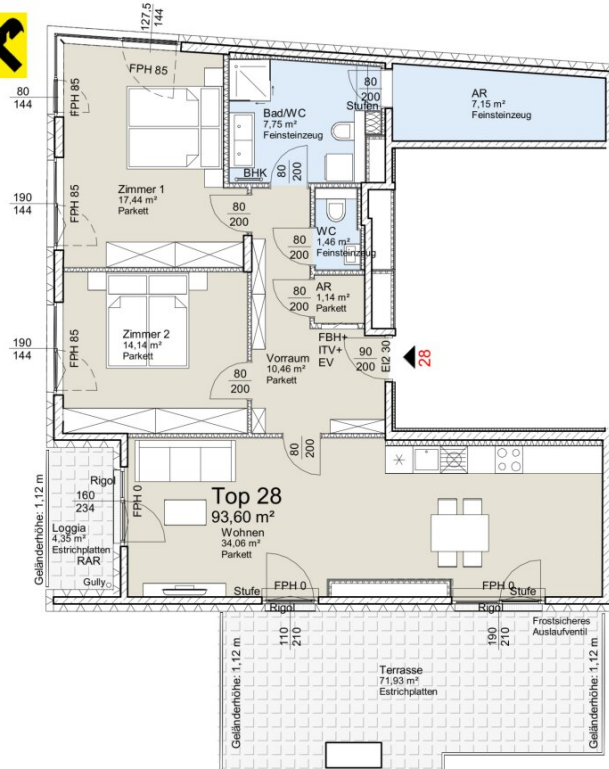 127,5
144
FPH 85
80
144
FPH 85
80
200
Stufen
AR
7,15 m²
Feinsteinzeug
Bad/WC
7,75 m²
Feinsteinzeug
BHK
80
200
Zimmer 1
17,44 m²
Parkett
190
144
FPH 85
80
200
WC
1,46 m²
Feinsteinzeug
80
200
AR
1,14 m²
Parkett
80
200
Zimmer 2
14,14 m²
Parkett
190
144
FPH 85
80
200
Vorraum
10,46 m²
Parkett
FBH+
ITV+
EV
90
200
EI2 30
28
80
200
Geländerhöhe: 1,12 m
Rigol
160
234
FPH 0
Loggia
4,35 m²
Estrichplatten
RAR
Gully
Top 28
93,60 m²
Wohnen
34,06 m²
Parkett
Stufe
FPH 0
Rigol
110
210
FPH 0
Stufe
Rigol
190
210
Frostsicheres
Auslaufventil
Geländerhöhe: 1,12 m
Terrasse
71,93 m²
Estrichplatten
Geländerhöhe: 1,12 m